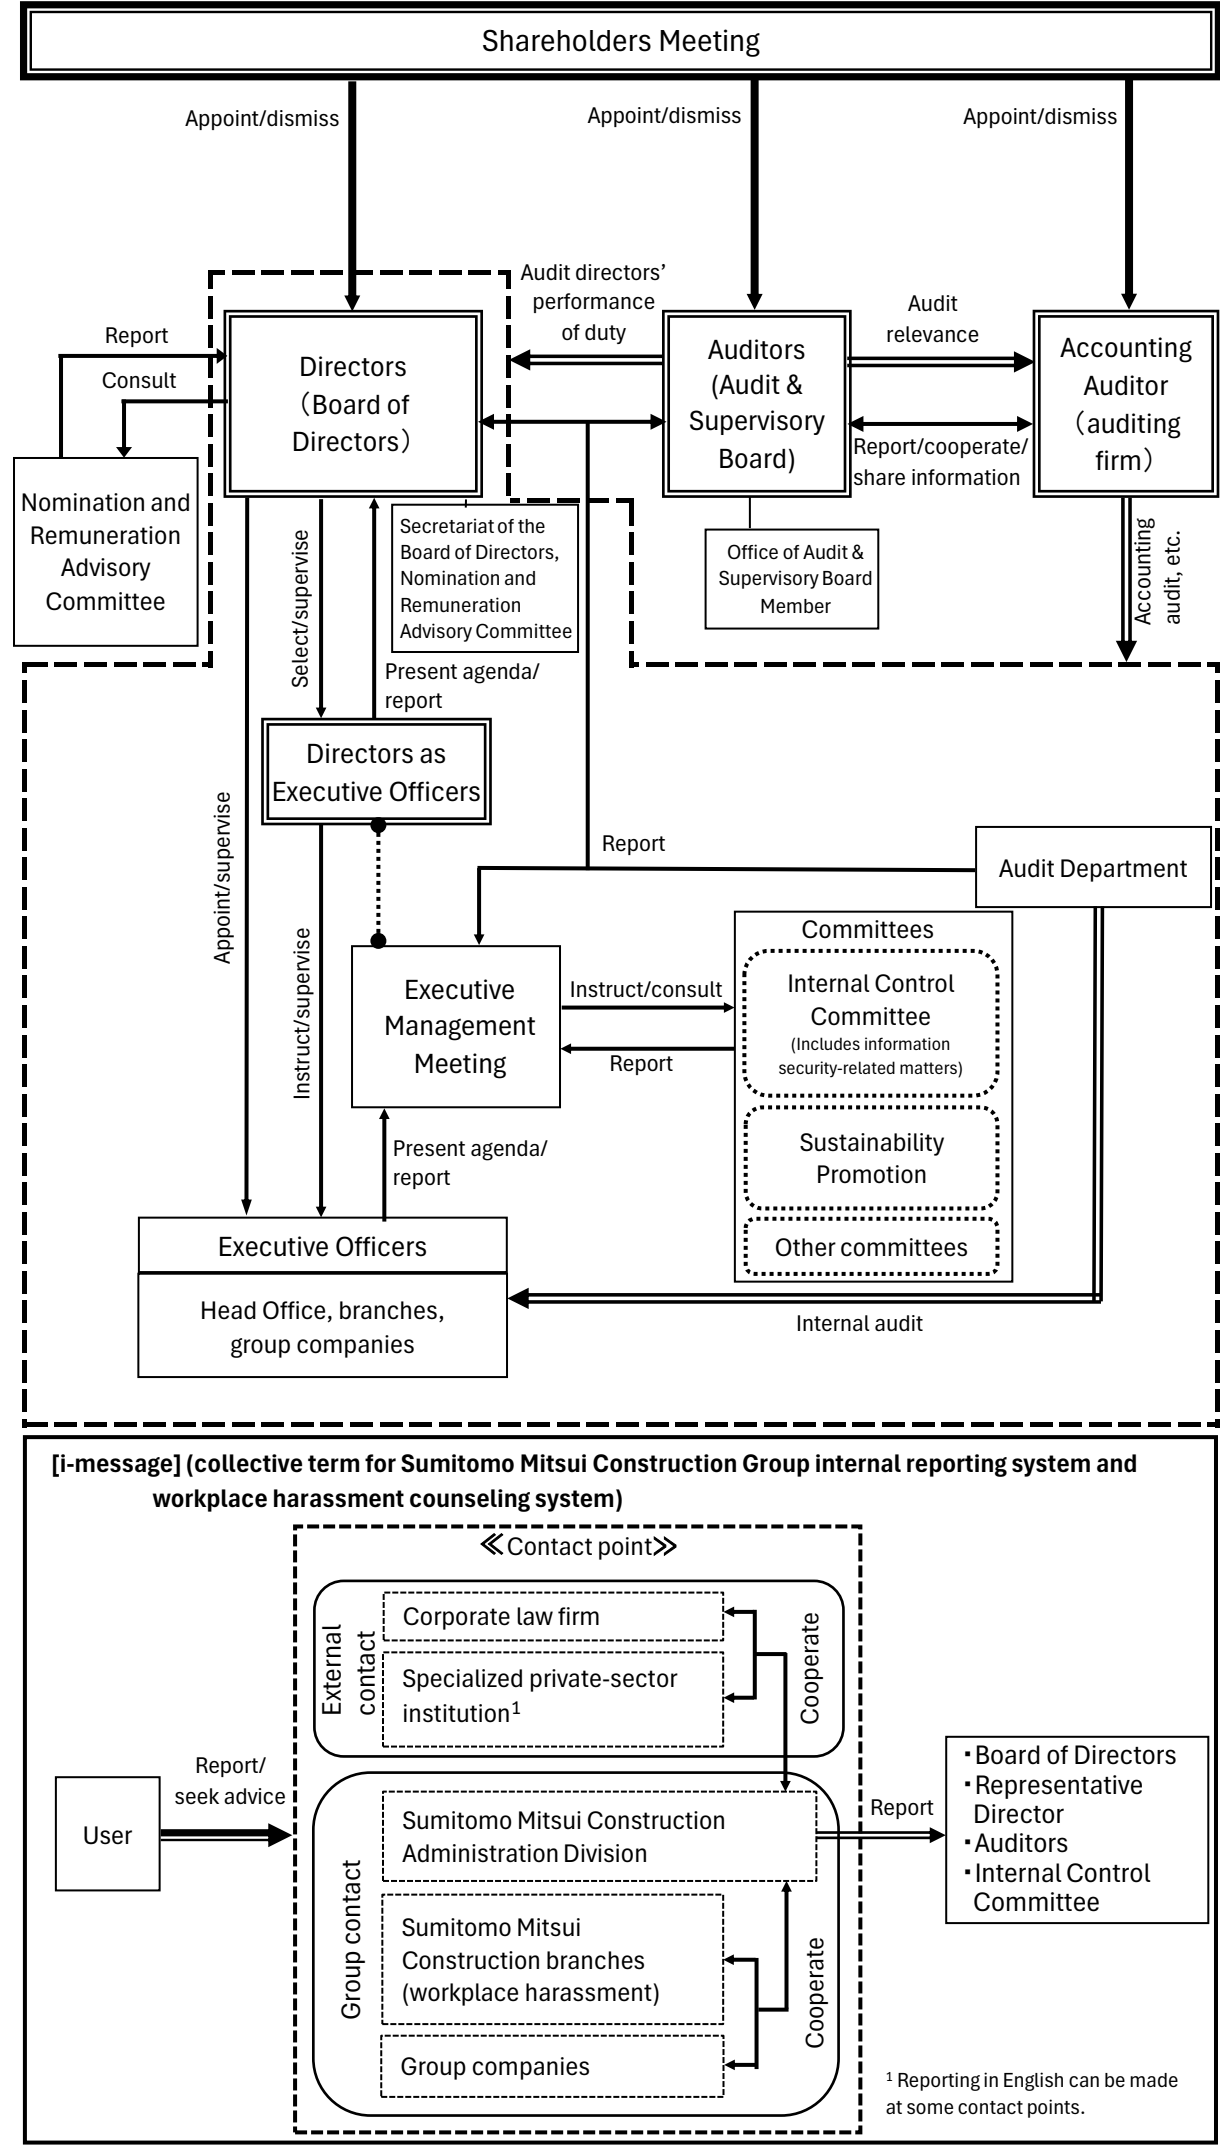 Shareholders Meeting
Appoint/dismiss
Appoint/dismiss
Appoint/dismiss
Audit directors’
performance
of duty
Audit
relevance
Report
Consult
Directors
（Board of
Directors）
Auditors
(Audit &
Supervisory
Board)
Accounting
Auditor
（auditing
firm）
Report/cooperate/
share information
Nomination and
Remuneration
Advisory
Committee
Secretariat of the
Board of Directors,
Nomination and
Remuneration
Advisory Committee
Office of Audit &
Supervisory Board
Member
Accounting
audit, etc.
Select/supervise
Present agenda/
report
Directors as
Executive Officers
Appoint/supervise
Instruct/supervise
Report
Audit Department
Executive
Management
Meeting
Instruct/consult
Report
Committees
Internal Control
Committee
(Includes information
security-related matters)
Sustainability
Promotion
Other committees
Present agenda/
report
Executive Officers
Head Office, branches,
group companies
Internal audit
[i-message] (collective term for Sumitomo Mitsui Construction Group internal reporting system and
workplace harassment counseling system)
≪Contact point≫
External
contact
Corporate law firm
Specialized private-sector
institution¹
Cooperate
User
Report/
seek advice
Group contact
Sumitomo Mitsui Construction
Administration Division
Sumitomo Mitsui
Construction branches
(workplace harassment)
Group companies
Cooperate
Report
・Board of Directors
・Representative
Director
・Auditors
・Internal Control
Committee
¹ Reporting in English can be made
at some contact points.